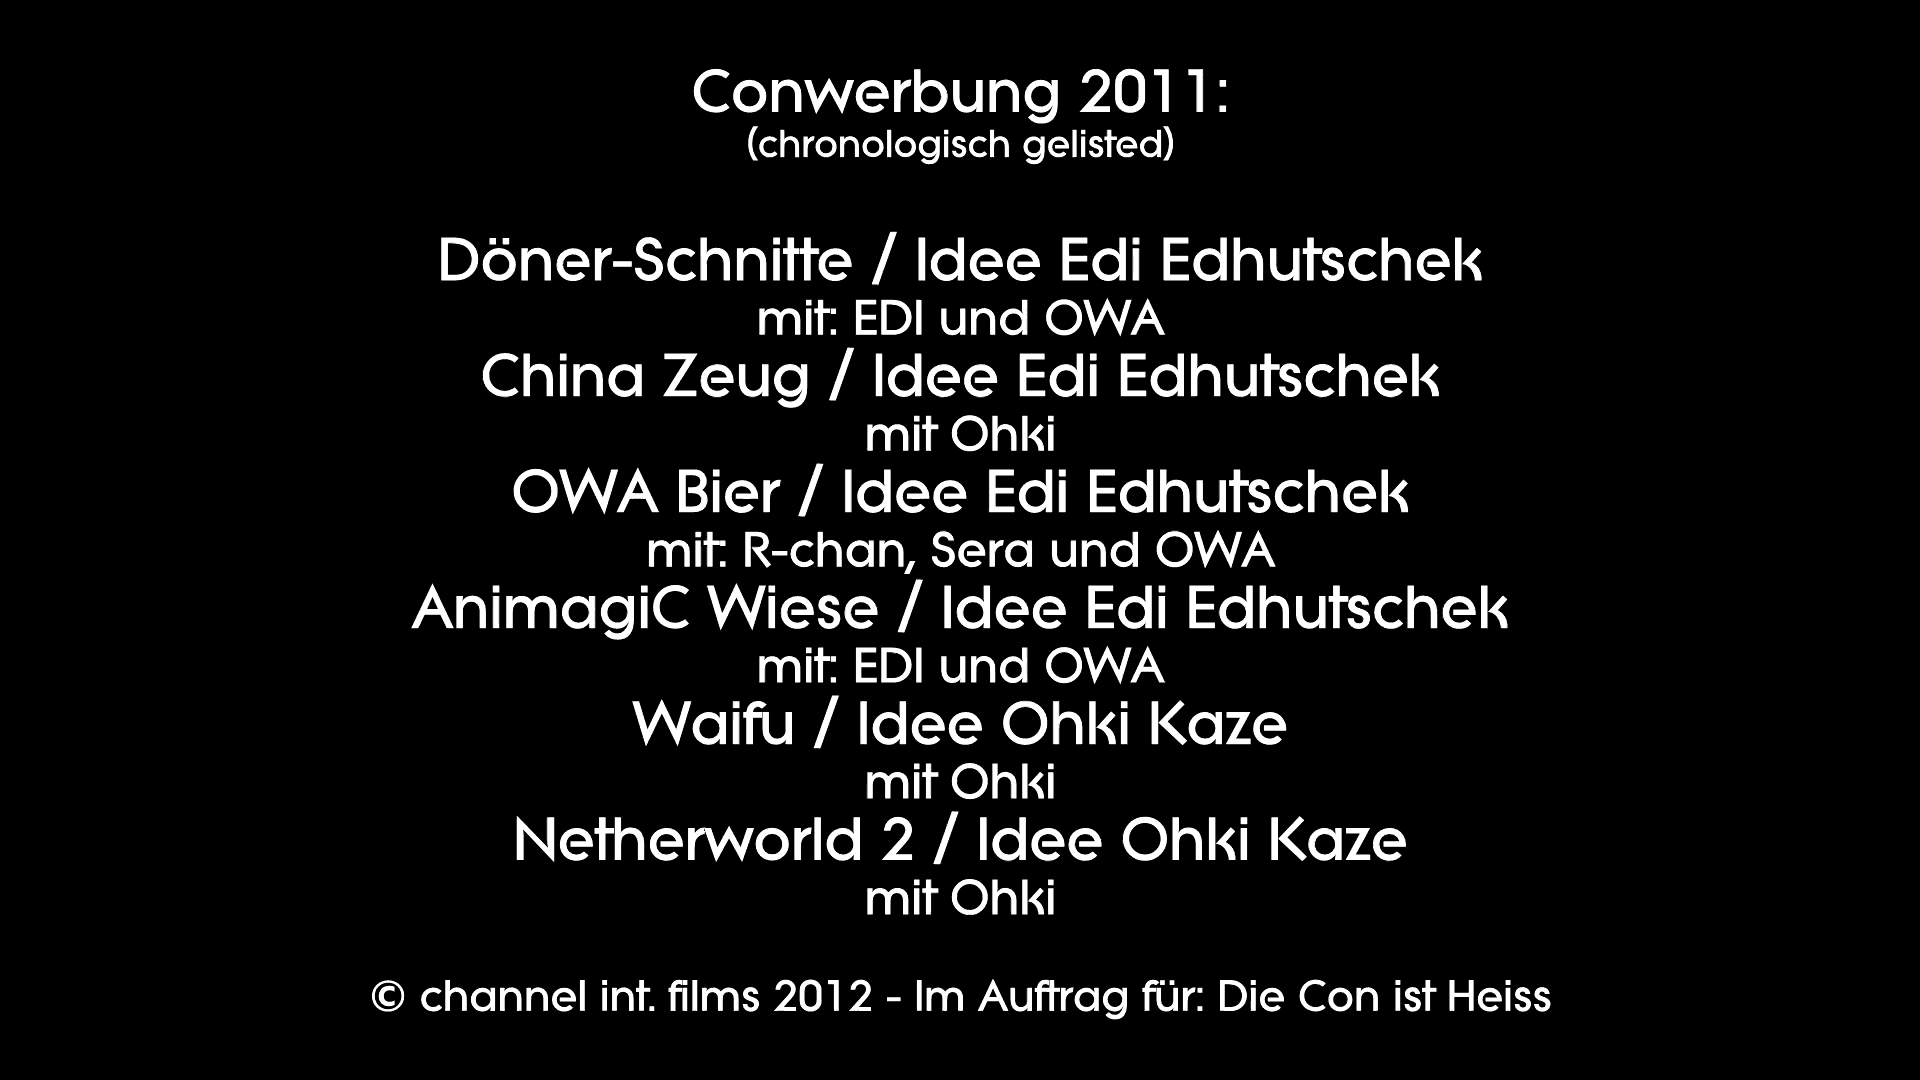 Conwerbung 2011:
(chronologisch gelisted)
Döner-Schnitte / Idee Edi Edhutschek
mit: EDI und OWA
China Zeug / Idee Edi Edhutschek
mit Ohki
OWA Bier / Idee Edi Edhutschek
mit: R-chan, Sera und OWA
AnimagiC Wiese / Idee Edi Edhutschek
mit: EDI und OWA
Waifu / Idee Ohki Kaze
mit Ohki
Netherworld 2 / Idee Ohki Kaze
mit Ohki
© channel int. films 2012 - Im Auftrag für: Die Con ist Heiss